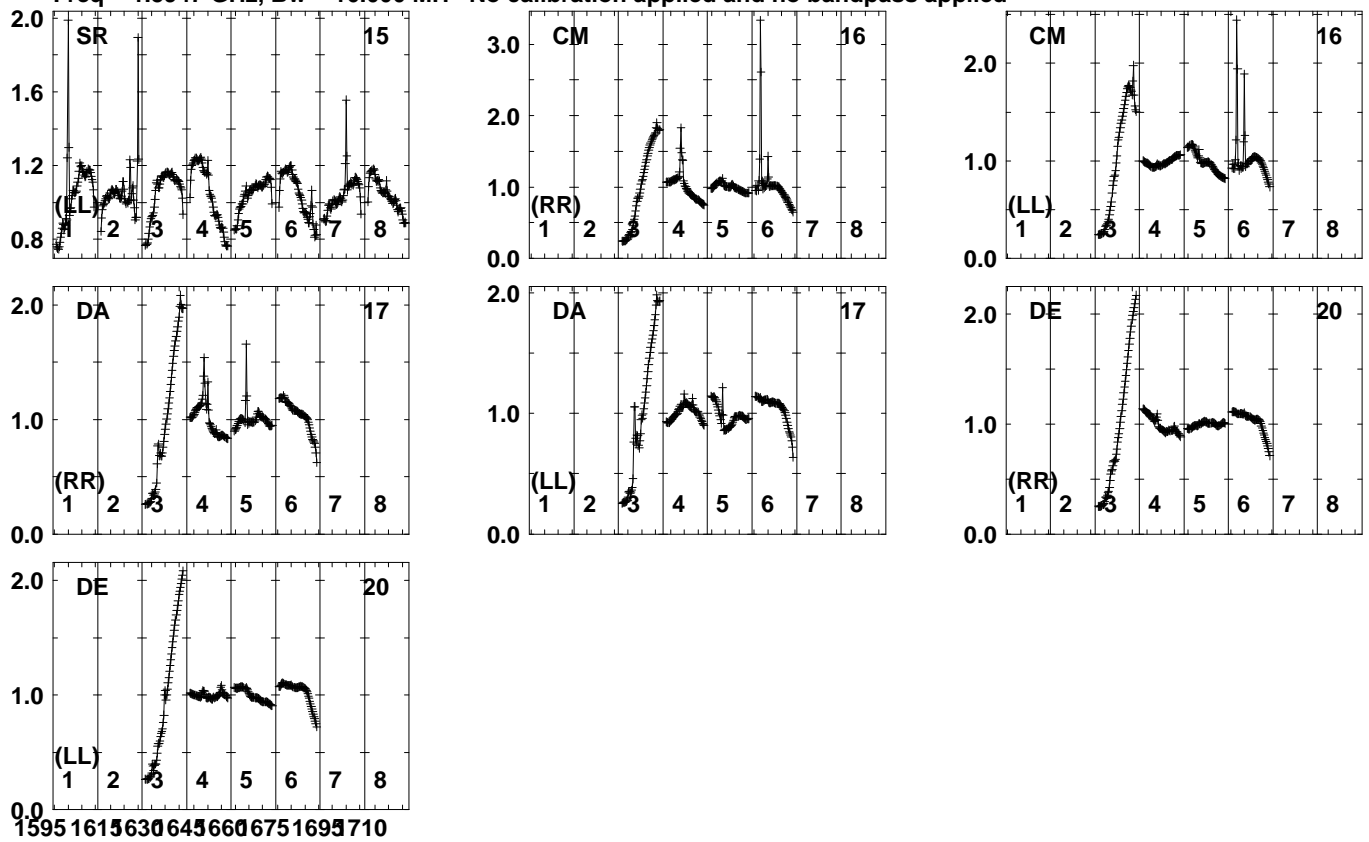 No calibration applied and no bandpass applied
2.0 SR 15
1.6
1.2
(LL)
1 2 3 4 5 6 7 8
0.8
CM 16
3.0
2.0
1.0
(RR)
1 2 3 4 5 6 7 8
0.0
CM 16
2.0
1.0
(LL)
1 2 3 4 5 6 7 8
0.0
2.0 DA 17
1.0
(RR)
1 2 3 4 5 6 7 8
0.0
2.0 DA 17
1.0
(LL)
1 2 3 4 5 6 7 8
0.0
DE 20
2.0
1.0
(RR)
1 2 3 4 5 6 7 8
0.0
2.0 DE 20
1.0
(LL)
1 2 3 4 5 6 7 8
0.0
1595 1615 1630 1645 1660 1675 1695 1710